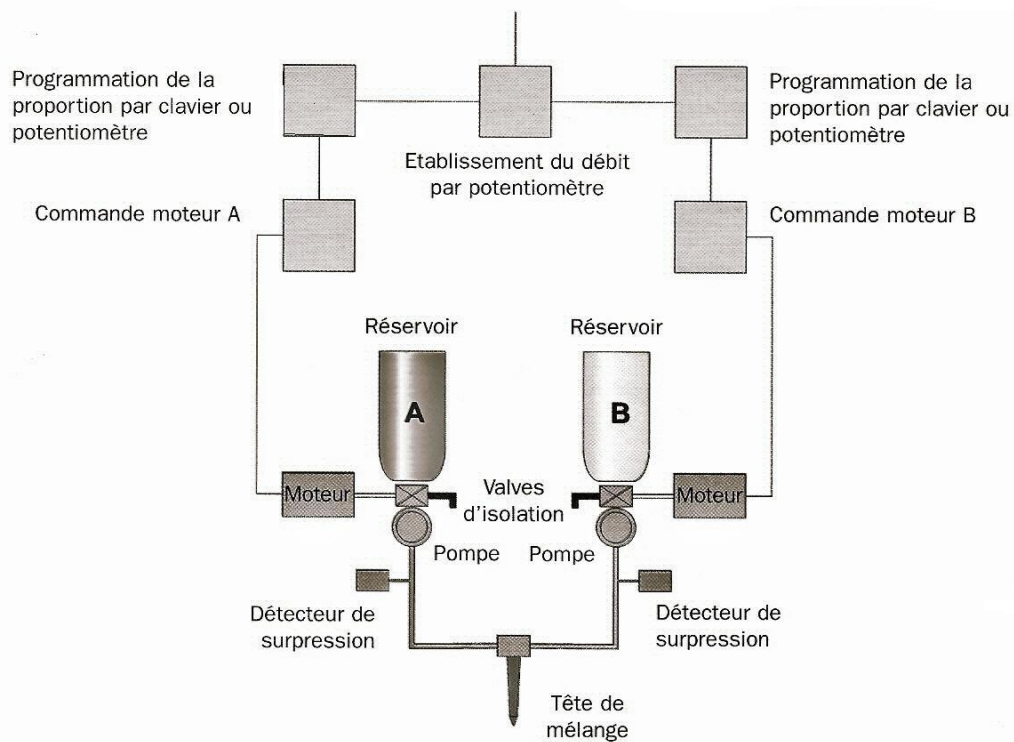 Programmation de la
proportion par clavier ou
potentiomètre
Programmation de la
proportion par clavier ou
potentiomètre
Etablissement du débit
par potentiomètre
Commande moteur A
Commande moteur B
Réservoir
Réservoir
A
B
Moteur
Valves
d'isolation
Moteur
Pompe
Pompe
Détecteur de
surpression
Détecteur de
surpression
Tête de
mélange